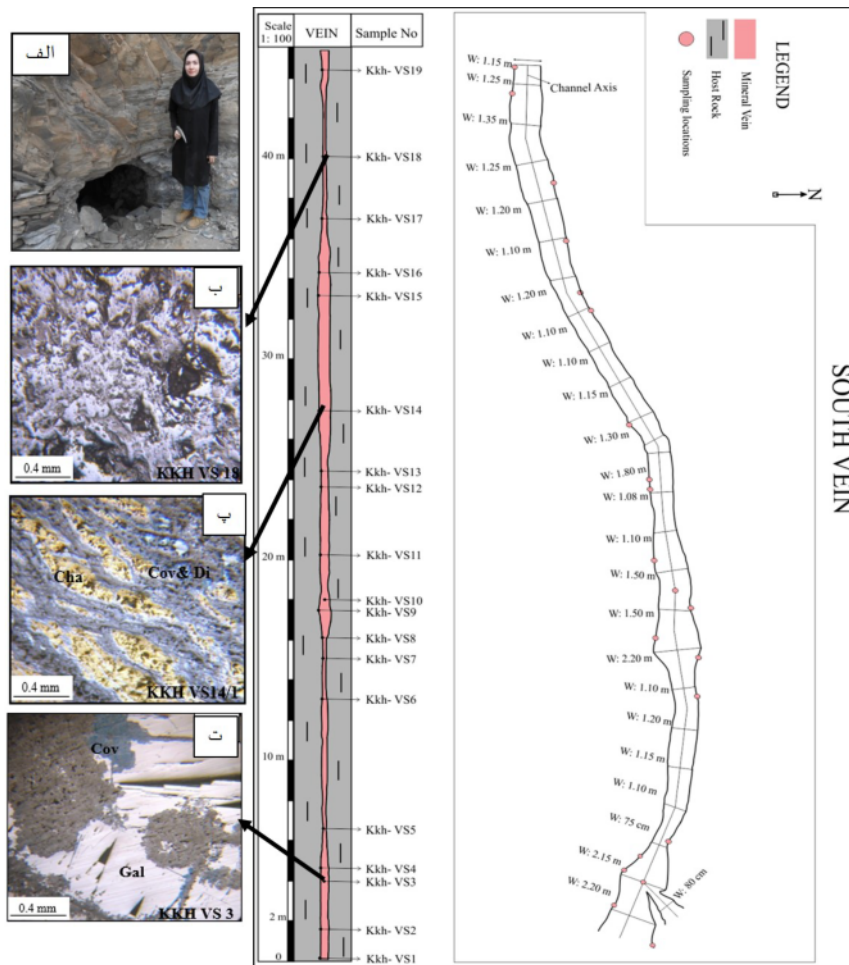 الف
ب
KKH VS 18
0.4 mm
پ
Cha
Cov& Di
KKH VS14/1
0.4 mm
ت
Cov
Gal
KKH VS 3
0.4 mm
Scale
1: 100
VEIN
Sample No
40 m
30 m
20 m
10 m
2 m
0
Kkh- VS19
Kkh- VS18
Kkh- VS17
Kkh- VS16
Kkh- VS15
Kkh- VS14
Kkh- VS13
Kkh- VS12
Kkh- VS11
Kkh- VS10
Kkh- VS9
Kkh- VS8
Kkh- VS7
Kkh- VS6
Kkh- VS5
Kkh- VS4
Kkh- VS3
Kkh- VS2
Kkh- VS1
SOUTH VEIN
LEGEND
Mineral Vein
Host Rock
Sampling locations
N
Channel Axis
W: 1.15 m
W: 1.25 m
W: 1.35 m
W: 1.25 m
W: 1.20 m
W: 1.10 m
W: 1.20 m
W: 1.10 m
W: 1.10 m
W: 1.15 m
W: 1.30 m
W: 1.80 m
W: 1.08 m
W: 1.10 m
W: 1.50 m
W: 1.50 m
W: 2.20 m
W: 1.10 m
W: 1.20 m
W: 1.15 m
W: 1.10 m
W: 75 cm
W: 2.15 m
W: 2.20 m
W: 80 cm